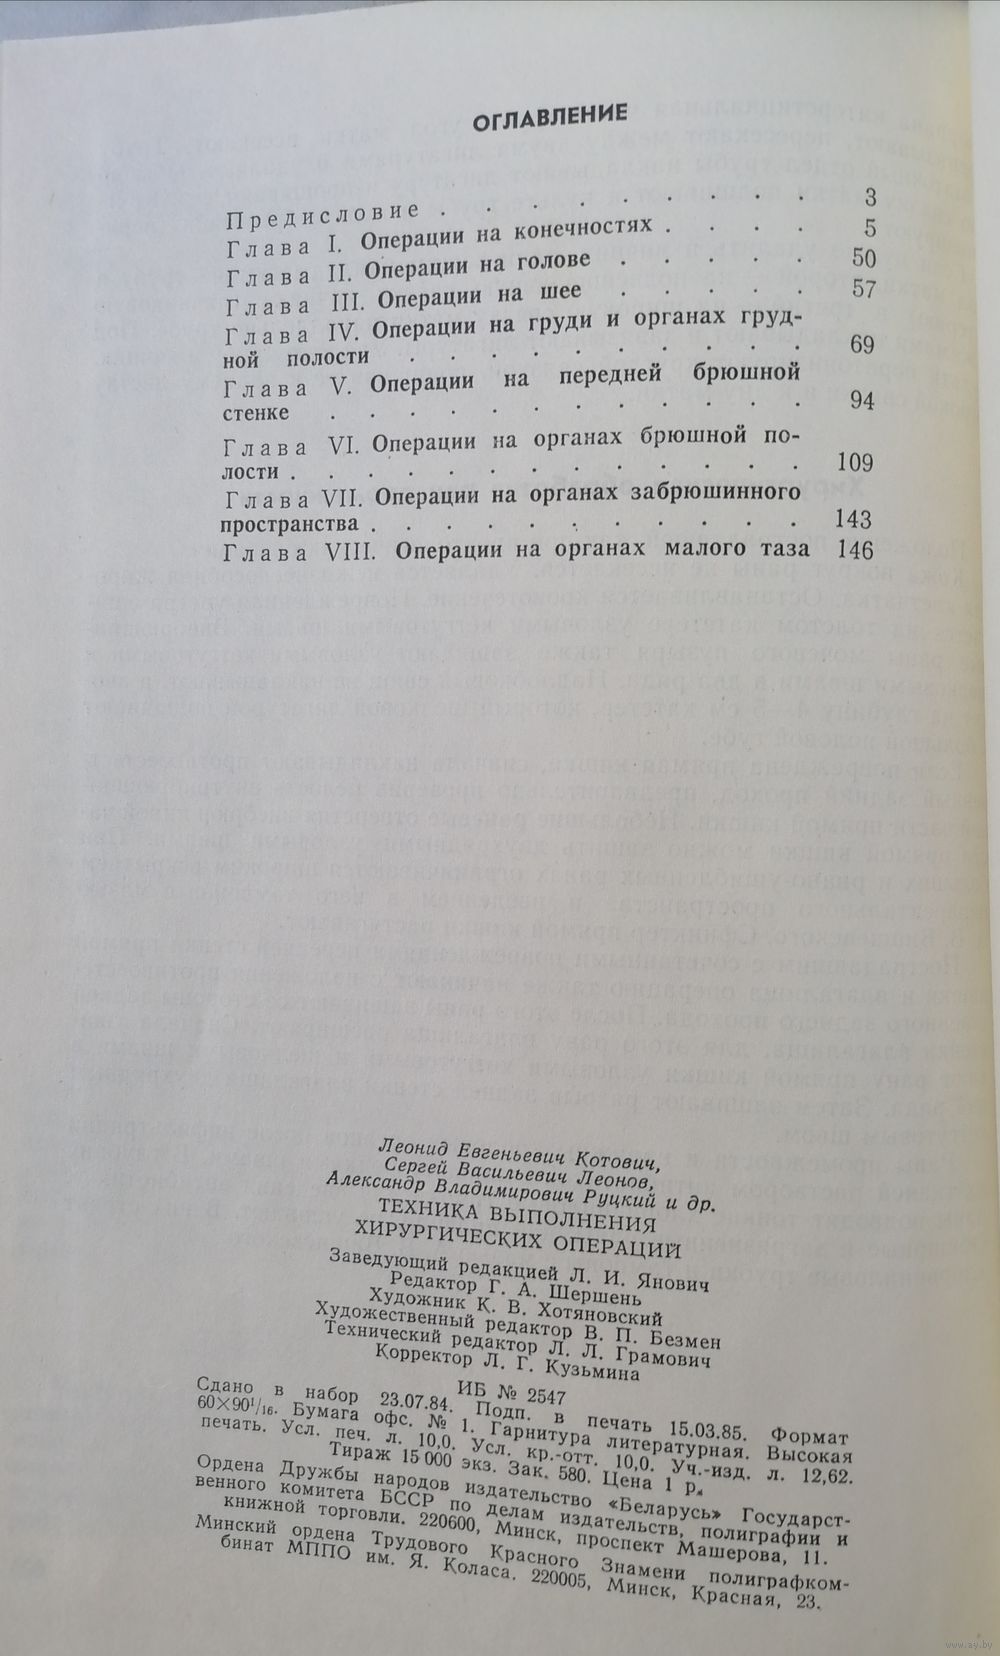 ОГЛАВЛЕНИЕ
Предисловие . . . . . . . . . . 3
Глава I. Операции на конечностях . . . . 5
Глава II. Операции на голове . . . . . 50
Глава III. Операции на шее . . . . . 57
Глава IV. Операции на груди и органах груд-
ной полости . . . . . . . . . . 69
Глава V. Операции на передней брюшной
стенке . . . . . . . . . . . . 94
Глава VI. Операции на органах брюшной по-
лости . . . . . . . . . . . . . 109
Глава VII. Операции на органах забрюшинного
пространства . . . . . . . . . . . 143
Глава VIII. Операции на органах малого таза 146
Леонид Евгеньевич Котович,
Сергей Васильевич Леонов,
Александр Владимирович Руцкий и др.
ТЕХНИКА ВЫПОЛНЕНИЯ
ХИРУРГИЧЕСКИХ ОПЕРАЦИЙ
Заведующий редакцией Л. И. Янович
Редактор Г. А. Шершень
Художник К. В. Хотяновский
Художественный редактор В. П. Безмен
Технический редактор Л. Л. Грамович
Корректор Л. Г. Кузьмина
ИБ № 2547
Сдано в набор 23.07.84. Подп. в печать 15.03.85. Формат
60×90¹/₁₆. Бумага офс. № 1. Гарнитура литературная. Высокая
печать. Усл. печ. л. 10,0. Усл. кр.-отт. 10,0. Уч.-изд. л. 12,62.
Тираж 15 000 экз. Зак. 580. Цена 1 р.
Ордена Дружбы народов издательство «Беларусь» Государст-
венного комитета БССР по делам издательств, полиграфии и
книжной торговли. 220600, Минск, проспект Машерова, 11.
Минский ордена Трудового Красного Знамени полиграфком-
бинат МППО им. Я. Коласа. 220005, Минск, Красная, 23.
www.ay.by